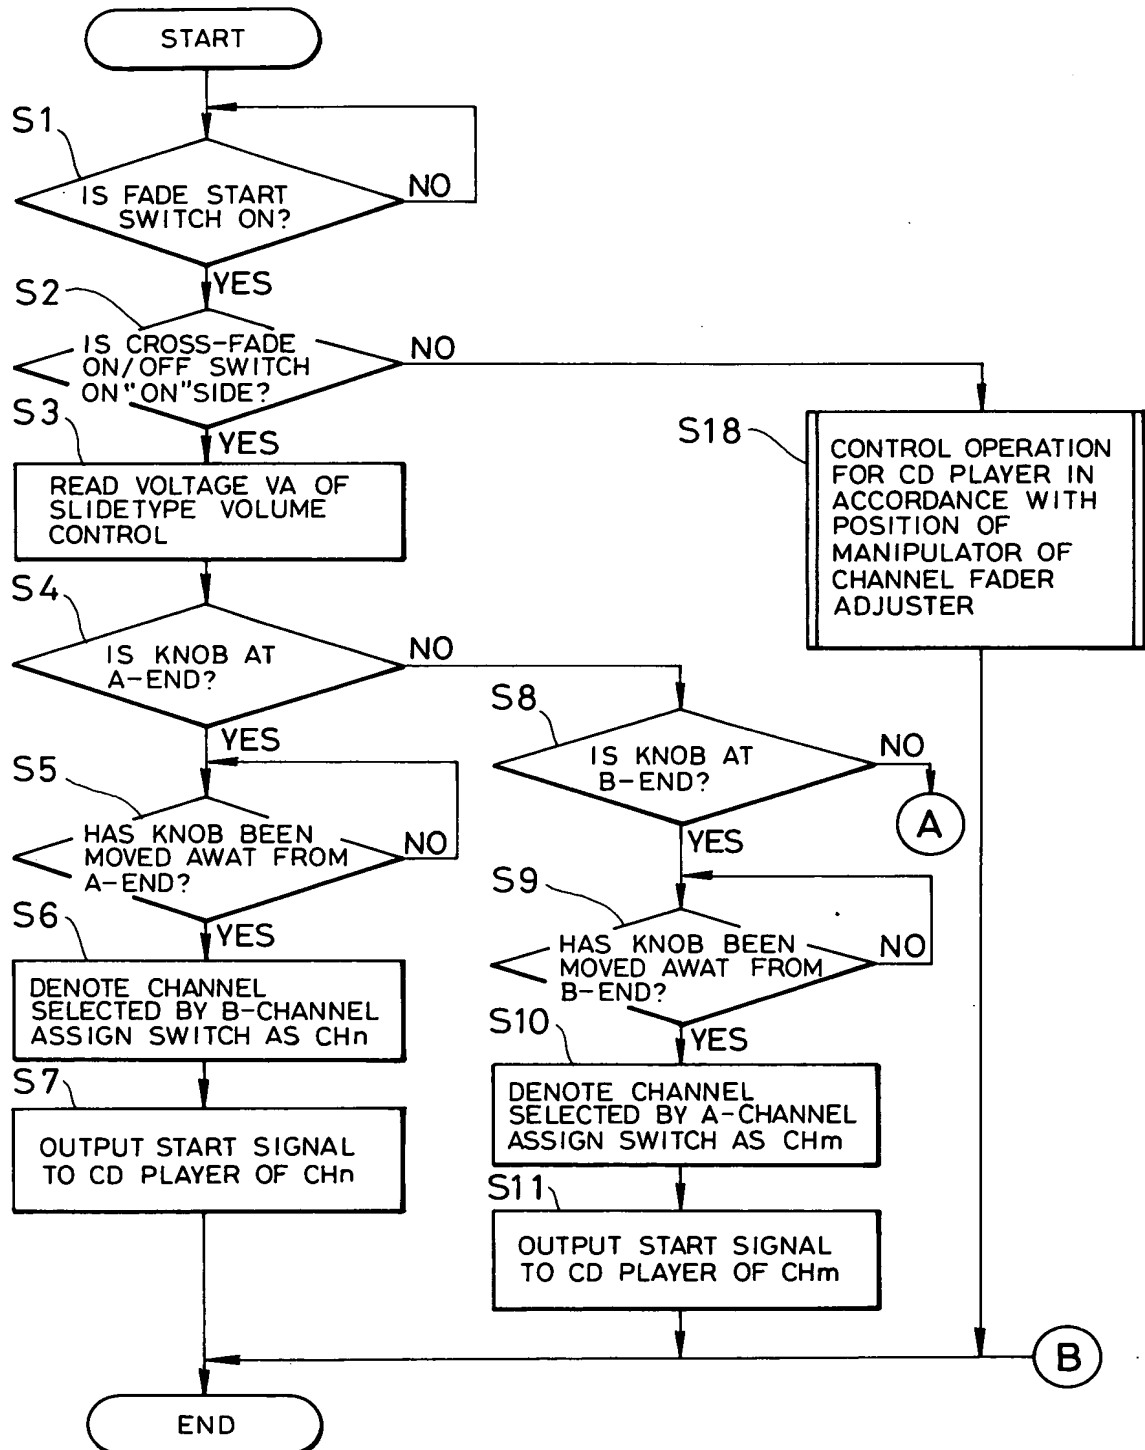 START
S1
IS FADE START
SWITCH ON?
NO
YES
S2
IS CROSS-FADE
ON/OFF SWITCH
ON "ON" SIDE?
NO
YES
S3
READ VOLTAGE VA OF
SLIDETYPE VOLUME
CONTROL
S18
CONTROL OPERATION
FOR CD PLAYER IN
ACCORDANCE WITH
POSITION OF
MANIPULATOR OF
CHANNEL FADER
ADJUSTER
S4
IS KNOB AT
A-END?
NO
YES
S5
HAS KNOB BEEN
MOVED AWAT FROM
A-END?
NO
YES
S6
DENOTE CHANNEL
SELECTED BY B-CHANNEL
ASSIGN SWITCH AS CHn
S7
OUTPUT START SIGNAL
TO CD PLAYER OF CHn
S8
IS KNOB AT
B-END?
NO
A
YES
S9
HAS KNOB BEEN
MOVED AWAT FROM
B-END?
NO
YES
S10
DENOTE CHANNEL
SELECTED BY A-CHANNEL
ASSIGN SWITCH AS CHm
S11
OUTPUT START SIGNAL
TO CD PLAYER OF CHm
B
END